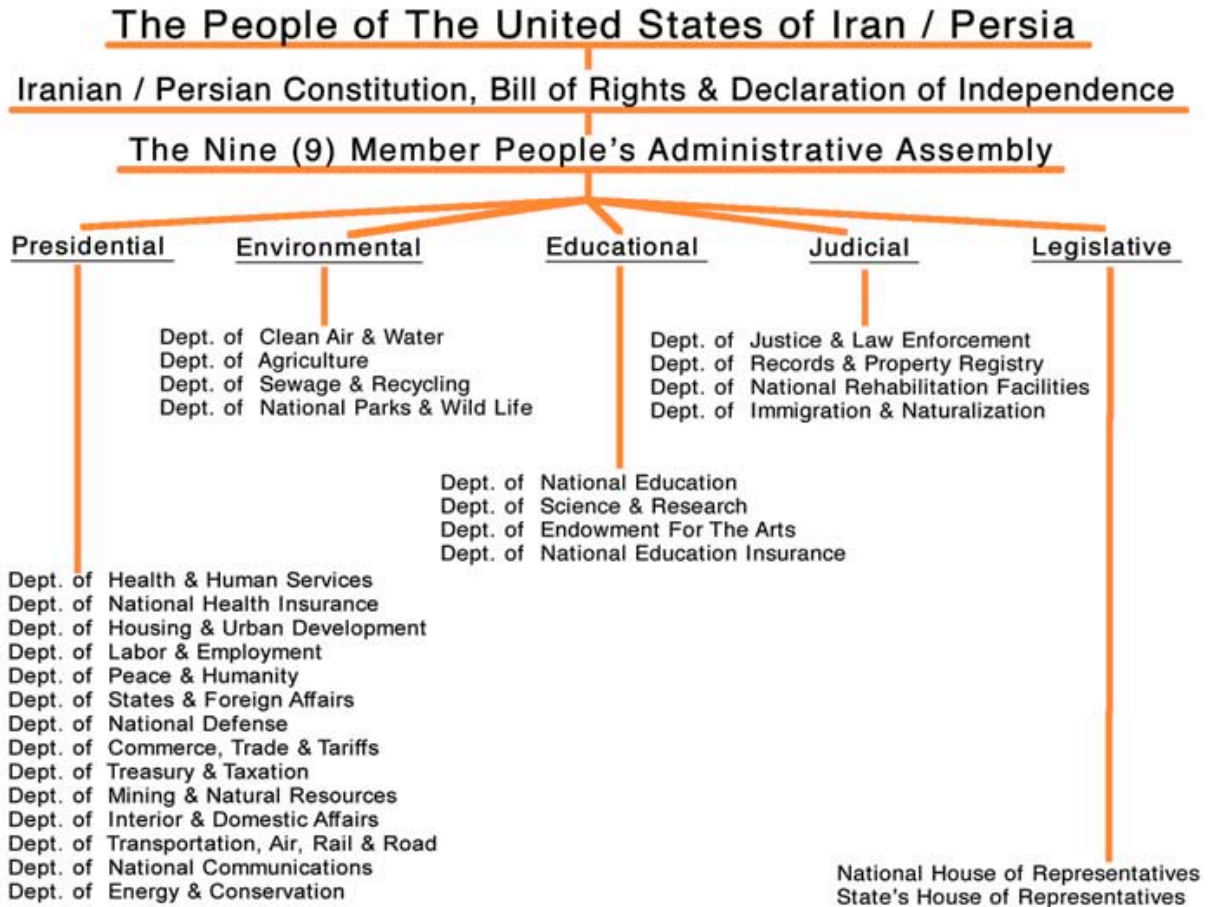 The People of The United States of Iran / Persia
Iranian / Persian Constitution, Bill of Rights & Declaration of Independence
The Nine (9) Member People's Administrative Assembly
Presidential
Environmental
Educational
Judicial
Legislative
Dept. of Clean Air & Water
Dept. of Agriculture
Dept. of Sewage & Recycling
Dept. of National Parks & Wild Life
Dept. of Justice & Law Enforcement
Dept. of Records & Property Registry
Dept. of National Rehabilitation Facilities
Dept. of Immigration & Naturalization
Dept. of National Education
Dept. of Science & Research
Dept. of Endowment For The Arts
Dept. of National Education Insurance
Dept. of Health & Human Services
Dept. of National Health Insurance
Dept. of Housing & Urban Development
Dept. of Labor & Employment
Dept. of Peace & Humanity
Dept. of States & Foreign Affairs
Dept. of National Defense
Dept. of Commerce, Trade & Tariffs
Dept. of Treasury & Taxation
Dept. of Mining & Natural Resources
Dept. of Interior & Domestic Affairs
Dept. of Transportation, Air, Rail & Road
Dept. of National Communications
Dept. of Energy & Conservation
National House of Representatives
State's House of Representatives